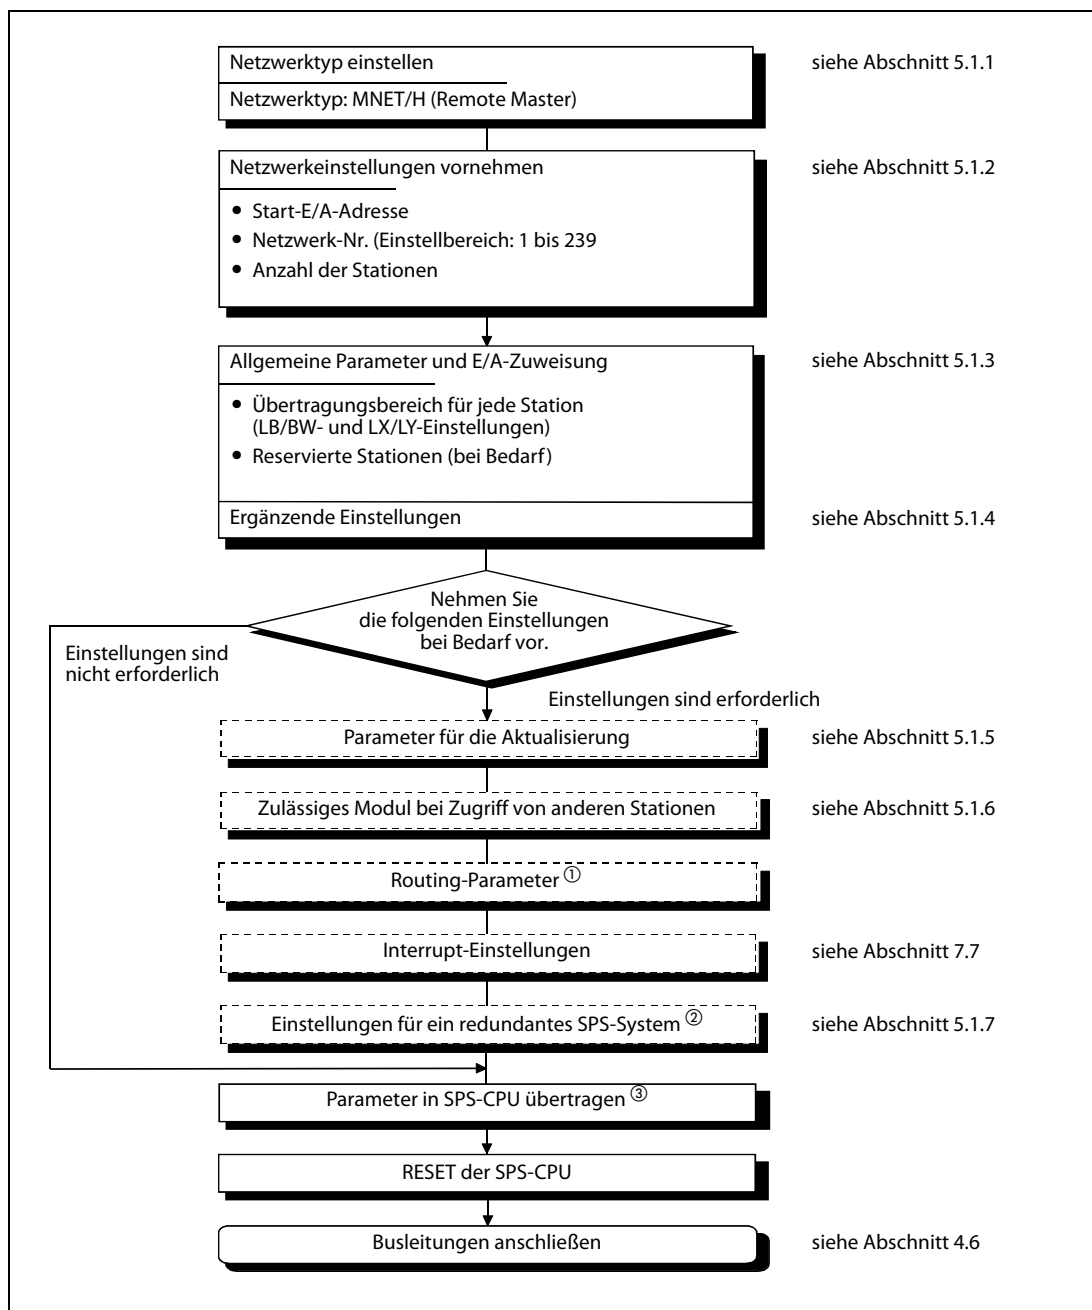 Netzwerktyp einstellen
siehe Abschnitt 5.1.1
Netzwerktyp: MNET/H (Remote Master)
Netzwerkeinstellungen vornehmen
siehe Abschnitt 5.1.2
● Start-E/A-Adresse
● Netzwerk-Nr. (Einstellbereich: 1 bis 239
● Anzahl der Stationen
Allgemeine Parameter und E/A-Zuweisung
siehe Abschnitt 5.1.3
● Übertragungsbereich für jede Station
(LB/BW- und LX/LY-Einstellungen)
● Reservierte Stationen (bei Bedarf)
Ergänzende Einstellungen
siehe Abschnitt 5.1.4
Nehmen Sie
die folgenden Einstellungen
bei Bedarf vor.
Einstellungen sind
nicht erforderlich
Einstellungen sind erforderlich
Parameter für die Aktualisierung
siehe Abschnitt 5.1.5
Zulässiges Modul bei Zugriff von anderen Stationen
siehe Abschnitt 5.1.6
Routing-Parameter ①
Interrupt-Einstellungen
siehe Abschnitt 7.7
Einstellungen für ein redundantes SPS-System ②
siehe Abschnitt 5.1.7
Parameter in SPS-CPU übertragen ③
RESET der SPS-CPU
Busleitungen anschließen
siehe Abschnitt 4.6